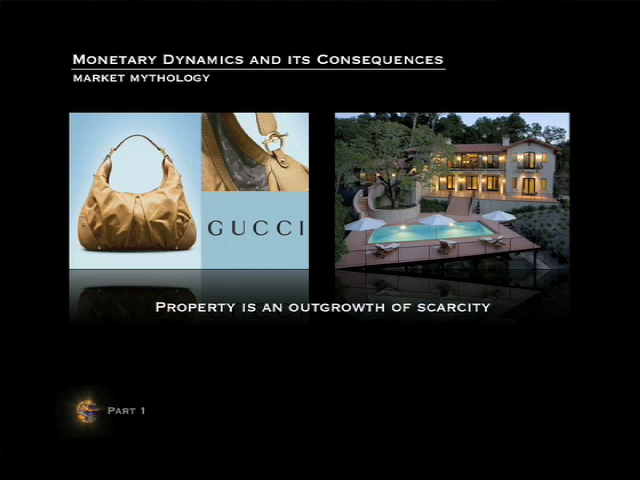 Monetary Dynamics and its Consequences
market mythology
GUCCI
Property is an outgrowth of scarcity
Part 1